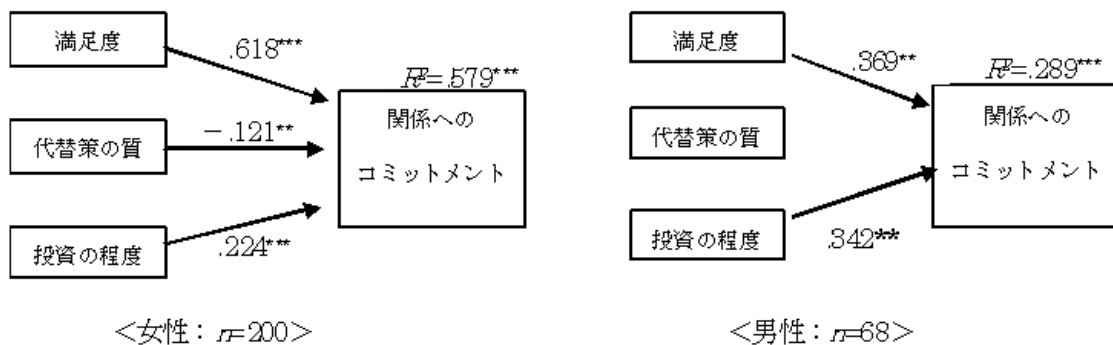 満足度
.618***
R²=.579***
代替策の質
－.121**
関係への
コミットメント
投資の程度
.224***
＜女性：n=200＞
満足度
.369**
R²=.289***
代替策の質
関係への
コミットメント
投資の程度
.342**
＜男性：n=68＞